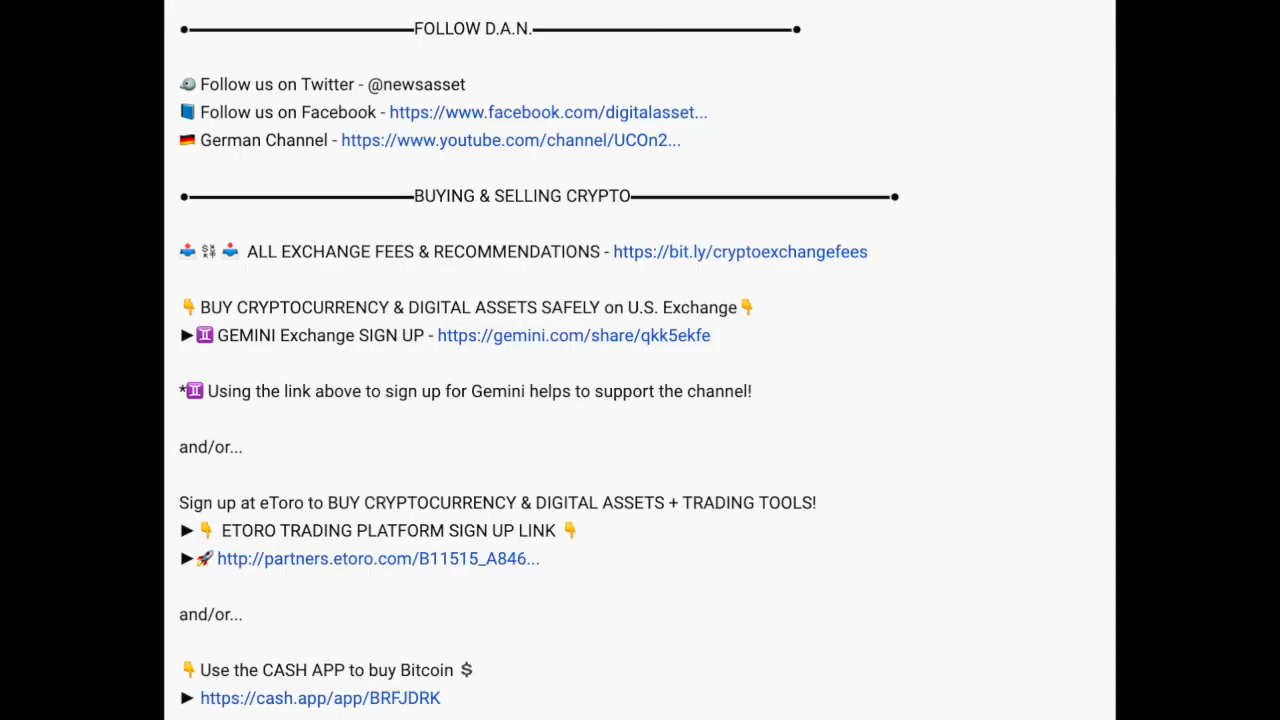 ●━━━━━━━━━━━━━FOLLOW D.A.N.━━━━━━━━━━━━━━━●
Follow us on Twitter - @newsasset
📘 Follow us on Facebook - https://www.facebook.com/digitalasset...
🇩🇪 German Channel - https://www.youtube.com/channel/UCOn2...
●━━━━━━━━━━━━━BUYING & SELLING CRYPTO━━━━━━━━━━━━━━━●
📥 💱 📥 ALL EXCHANGE FEES & RECOMMENDATIONS - https://bit.ly/cryptoexchangefees
👇BUY CRYPTOCURRENCY & DIGITAL ASSETS SAFELY on U.S. Exchange👇
►♊ GEMINI Exchange SIGN UP - https://gemini.com/share/qkk5ekfe
*♊ Using the link above to sign up for Gemini helps to support the channel!
and/or...
Sign up at eToro to BUY CRYPTOCURRENCY & DIGITAL ASSETS + TRADING TOOLS!
►👇 ETORO TRADING PLATFORM SIGN UP LINK 👇
►🚀 http://partners.etoro.com/B11515_A846...
and/or...
👇Use the CASH APP to buy Bitcoin 💲
► https://cash.app/app/BRFJDRK